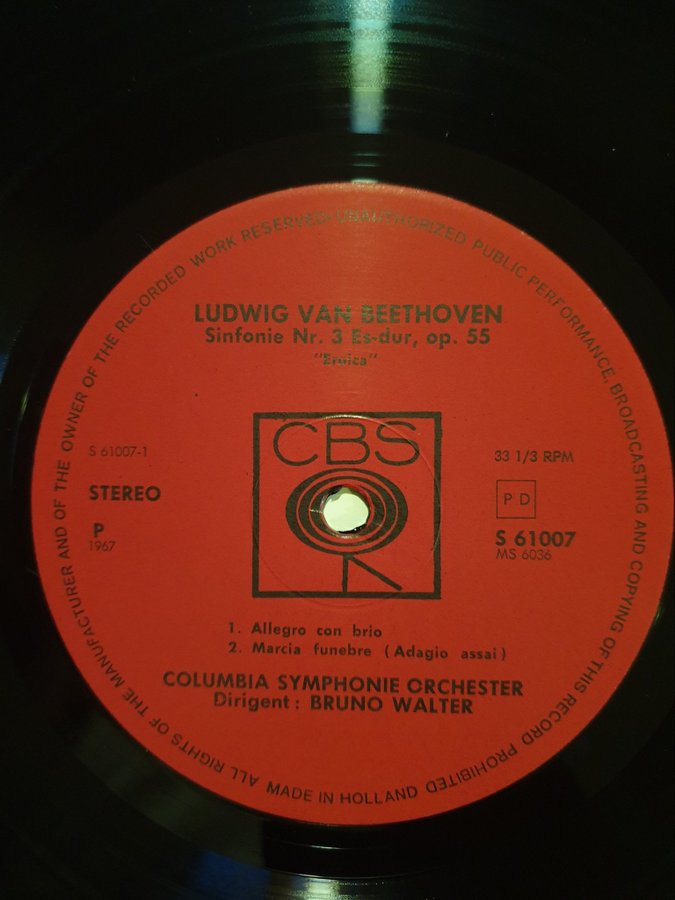 ALL RIGHTS OF THE MANUFACTURER AND OF THE OWNER OF THE RECORDED WORK RESERVED· UNAUTHORIZED PUBLIC PERFORMANCE, BROADCASTING AND COPYING OF THIS RECORD PROHIBITED
LUDWIG VAN BEETHOVEN
Sinfonie Nr. 3 Es-dur, op. 55
"Eroica"
CBS
S 61007-1
33 1/3 RPM
STEREO
P D
P
1967
S 61007
MS 6036
1. Allegro con brio
2. Marcia funebre (Adagio assai)
COLUMBIA SYMPHONIE ORCHESTER
Dirigent: BRUNO WALTER
MADE IN HOLLAND